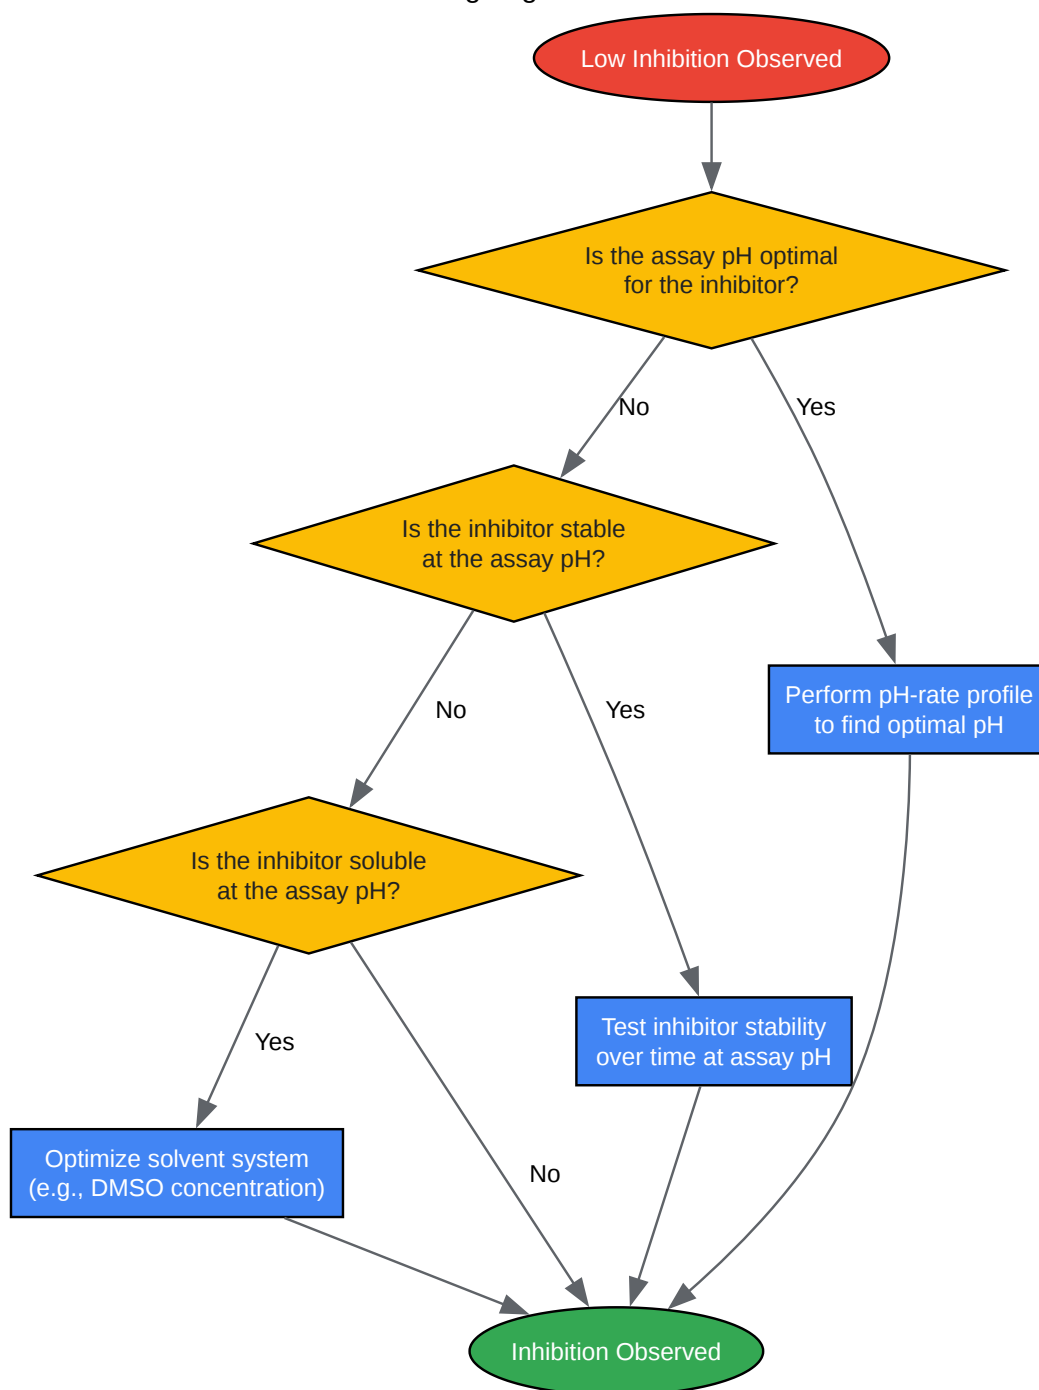 Low Inhibition Observed
Is the assay pH optimal
for the inhibitor?
No
Yes
Is the inhibitor stable
at the assay pH?
Perform pH-rate profile
to find optimal pH
No
Yes
Is the inhibitor soluble
at the assay pH?
Test inhibitor stability
over time at assay pH
Yes
Optimize solvent system
(e.g., DMSO concentration)
No
Inhibition Observed